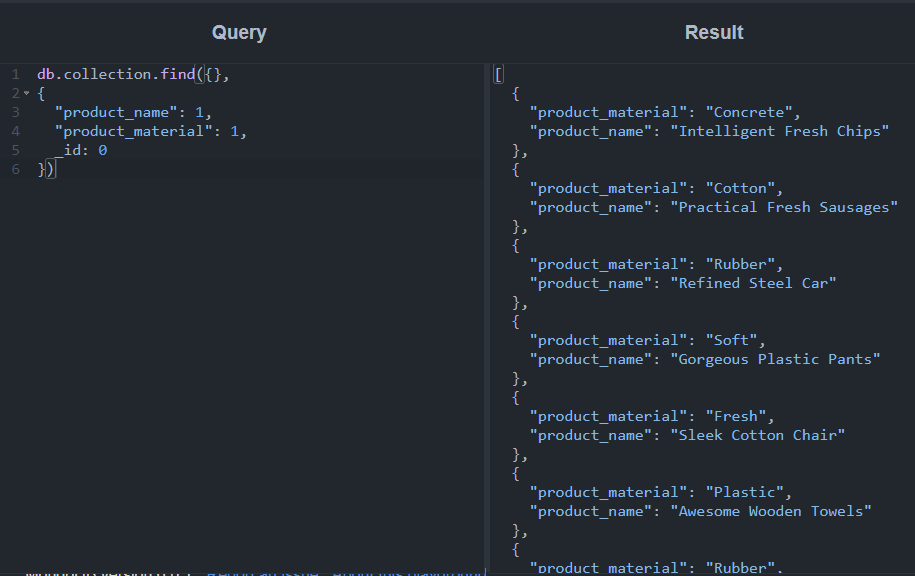 Query
Result
1 db.collection.find({},
2 {
3 "product_name": 1,
4 "product_material": 1,
5 _id: 0
6 })
[
{
"product_material": "Concrete",
"product_name": "Intelligent Fresh Chips"
},
{
"product_material": "Cotton",
"product_name": "Practical Fresh Sausages"
},
{
"product_material": "Rubber",
"product_name": "Refined Steel Car"
},
{
"product_material": "Soft",
"product_name": "Gorgeous Plastic Pants"
},
{
"product_material": "Fresh",
"product_name": "Sleek Cotton Chair"
},
{
"product_material": "Plastic",
"product_name": "Awesome Wooden Towels"
},
{
"product_material": "Rubber",